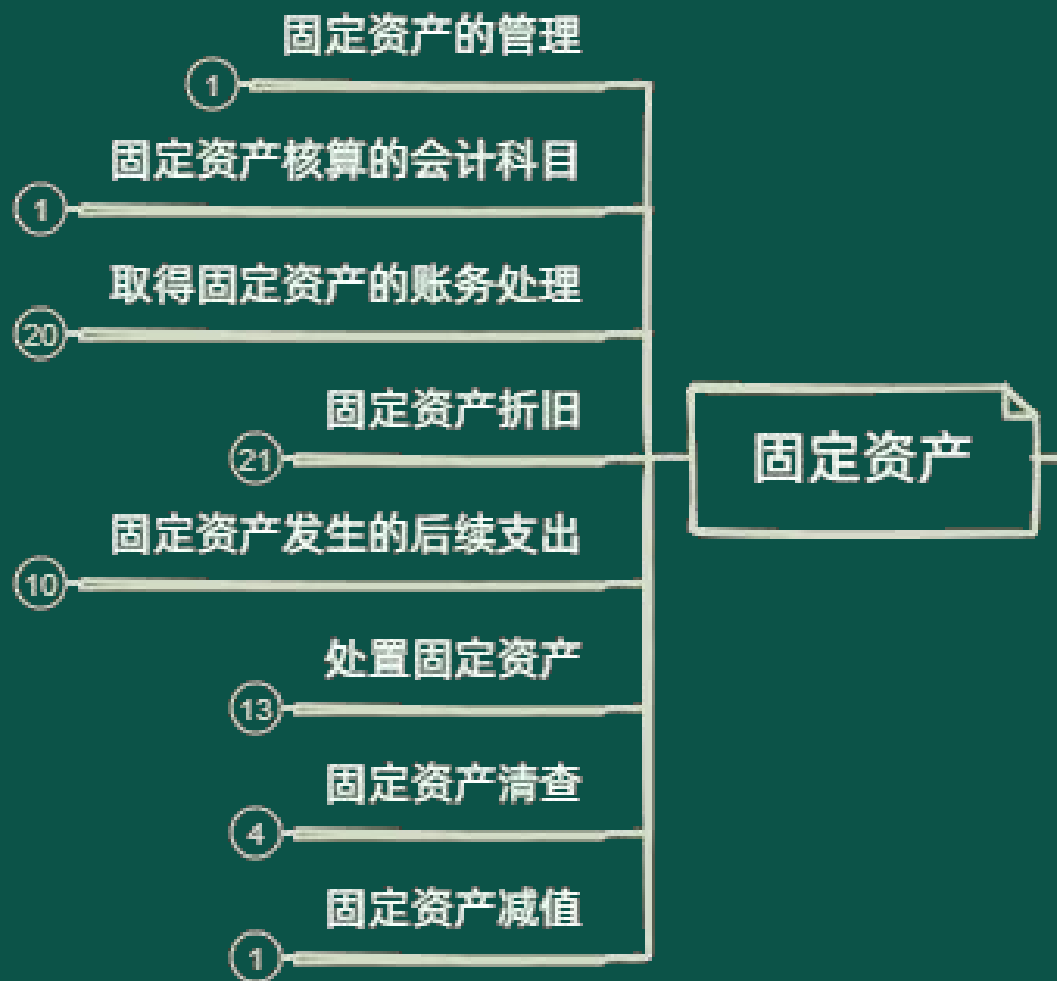 固定资产的管理
1
固定资产核算的会计科目
1
取得固定资产的账务处理
20
固定资产折旧
21
固定资产
固定资产发生的后续支出
10
处置固定资产
13
固定资产清查
4
固定资产减值
1